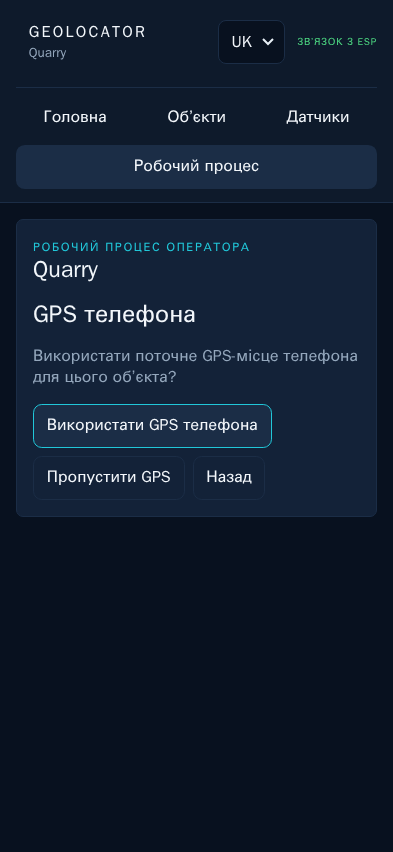 GEOLOCATOR
Quarry
UK
ЗВ'ЯЗОК З ESP
Головна
Об'єкти
Датчики
Робочий процес
РОБОЧИЙ ПРОЦЕС ОПЕРАТОРА
Quarry
GPS телефона
Використати поточне GPS-місце телефона
для цього об'єкта?
Використати GPS телефона
Пропустити GPS
Назад